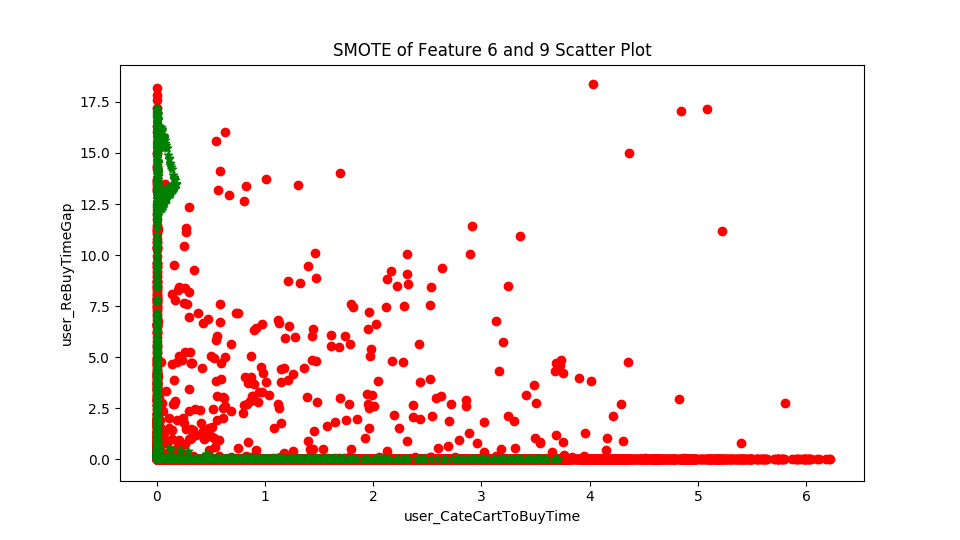 SMOTE of Feature 6 and 9 Scatter Plot
user_ReBuyTimeGap
17.5
15.0
12.5
10.0
7.5
5.0
2.5
0.0
0 1 2 3 4 5 6
user_CateCartToBuyTime